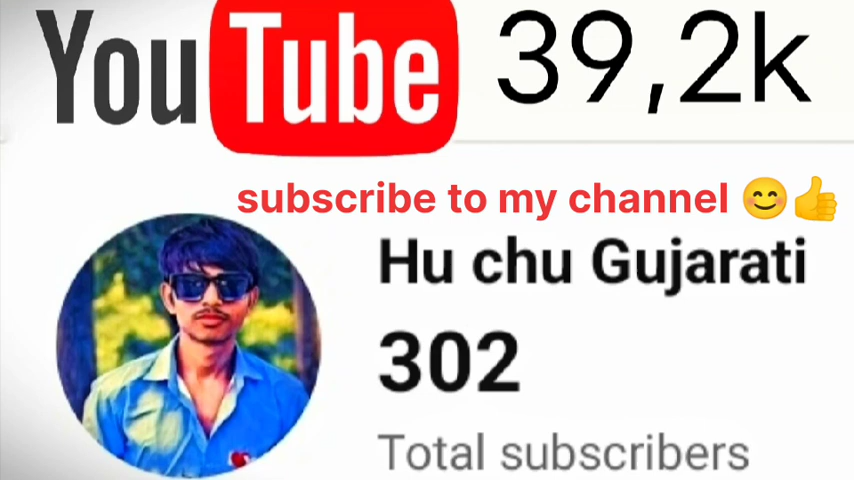 YouTube 39,2k
subscribe to my channel 😊👍
Hu chu Gujarati
302
Total subscribers